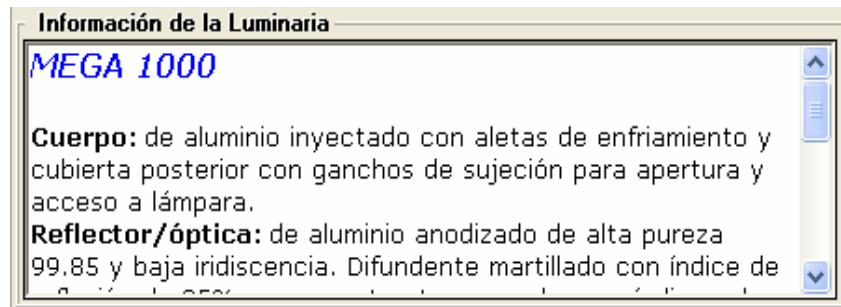 Información de la Luminaria
MEGA 1000
Cuerpo: de aluminio inyectado con aletas de enfriamiento y
cubierta posterior con ganchos de sujeción para apertura y
acceso a lámpara.
Reflector/óptica: de aluminio anodizado de alta pureza
99.85 y baja iridiscencia. Difundente martillado con índice de